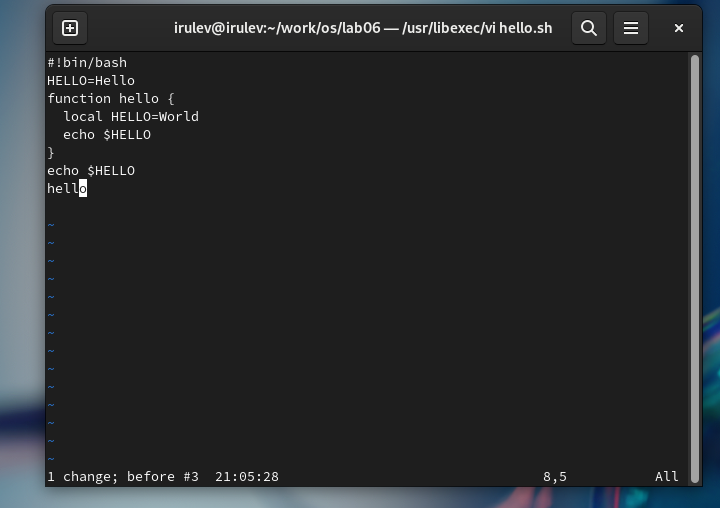 irulev@irulev:~/work/os/lab06 — /usr/libexec/vi hello.sh
#!bin/bash
HELLO=Hello
function hello {
  local HELLO=World
  echo $HELLO
}
echo $HELLO
hello
~
~
~
~
~
~
~
~
~
~
~
~
~
~
1 change; before #3  21:05:28 8,5 All